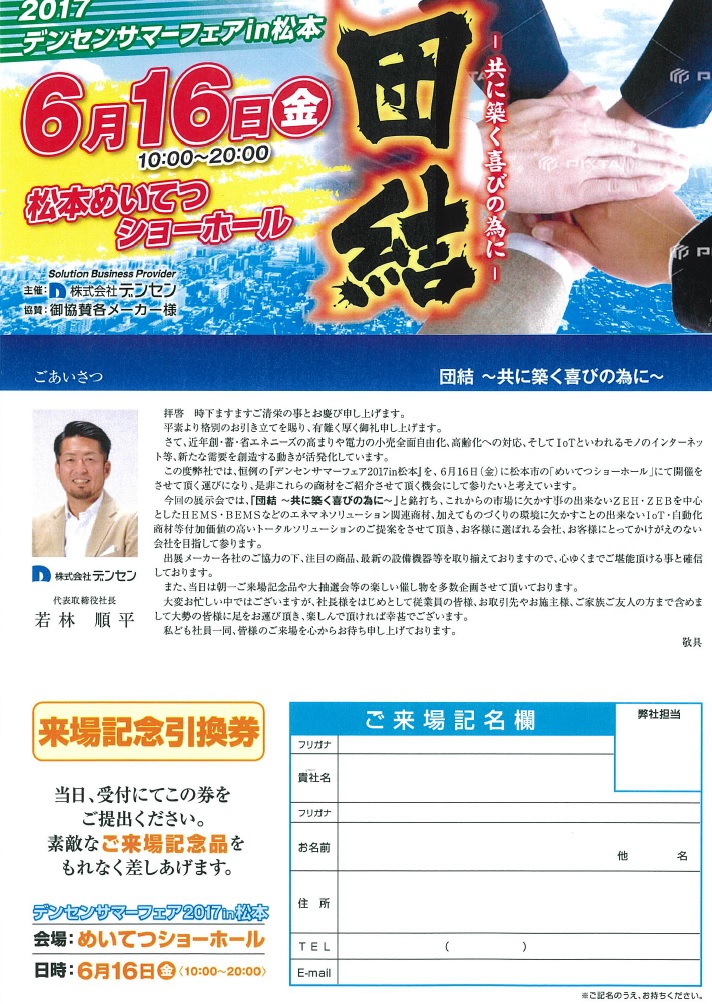 2017
デンセンサマーフェアin松本
6月16日金
10:00〜20:00
松本めいてつ
ショーホール
Solution Business Provider
主催: 株式会社デンセン
協賛: 御協賛各メーカー様
団結
－共に築く喜びの為に－
PIXTA
ごあいさつ
団結 〜共に築く喜びの為に〜
拝啓　時下ますますご清栄の事とお慶び申し上げます。
平素より格別のお引き立てを賜り、有難く厚く御礼申し上げます。
さて、近年創・蓄・省エネニーズの高まりや電力の小売全面自由化、高齢化への対応、そしてIoTといわれるモノのインターネッ
ト等、新たな需要を創造する動きが活発化しています。
この度弊社では、恒例の『デンセンサマーフェア2017in松本』を、6月16日（金）に松本市の「めいてつショーホール」にて開催を
させて頂く運びになり、是非これらの商材をご紹介させて頂く機会にして参りたいと考えています。
今回の展示会では、『団結 〜共に築く喜びの為に〜』と銘打ち、これからの市場に欠かす事の出来ないZEH・ZEBを中心
としたHEMS・BEMSなどのエネマネソリューション関連商材、加えてものづくりの環境に欠かすことの出来ないIoT・自動化
商材等付加価値の高いトータルソリューションのご提案をさせて頂き、お客様に選ばれる会社、お客様にとってかけがえのない
会社を目指して参ります。
出展メーカー各社のご協力の下、注目の商品、最新の設備機器等を取り揃えておりますので、心ゆくまでご堪能頂ける事と確信
しております。
また、当日は朝一ご来場記念品や大抽選会等の楽しい催し物を多数企画させて頂いております。
大変お忙しい中ではございますが、社長様をはじめとして従業員の皆様、お取引先やお施主様、ご家族ご友人の方まで含めま
して大勢の皆様に足をお運び頂き、楽しんで頂ければ幸甚でございます。
私ども社員一同、皆様のご来場を心からお待ち申し上げております。
敬具
株式会社デンセン
代表取締役社長
若林 順平
来場記念引換券
当日、受付にてこの券を
ご提出ください。
素敵なご来場記念品を
もれなく差しあげます。
デンセンサマーフェア2017in松本
会場:めいてつショーホール
日時:6月16日金〈10:00〜20:00〉
ご来場記名欄
弊社担当
フリガナ
貴社名
フリガナ
お名前
他　　名
住 所
TEL　（　　）
E-mail
※ご記名のうえ、お持ちください。